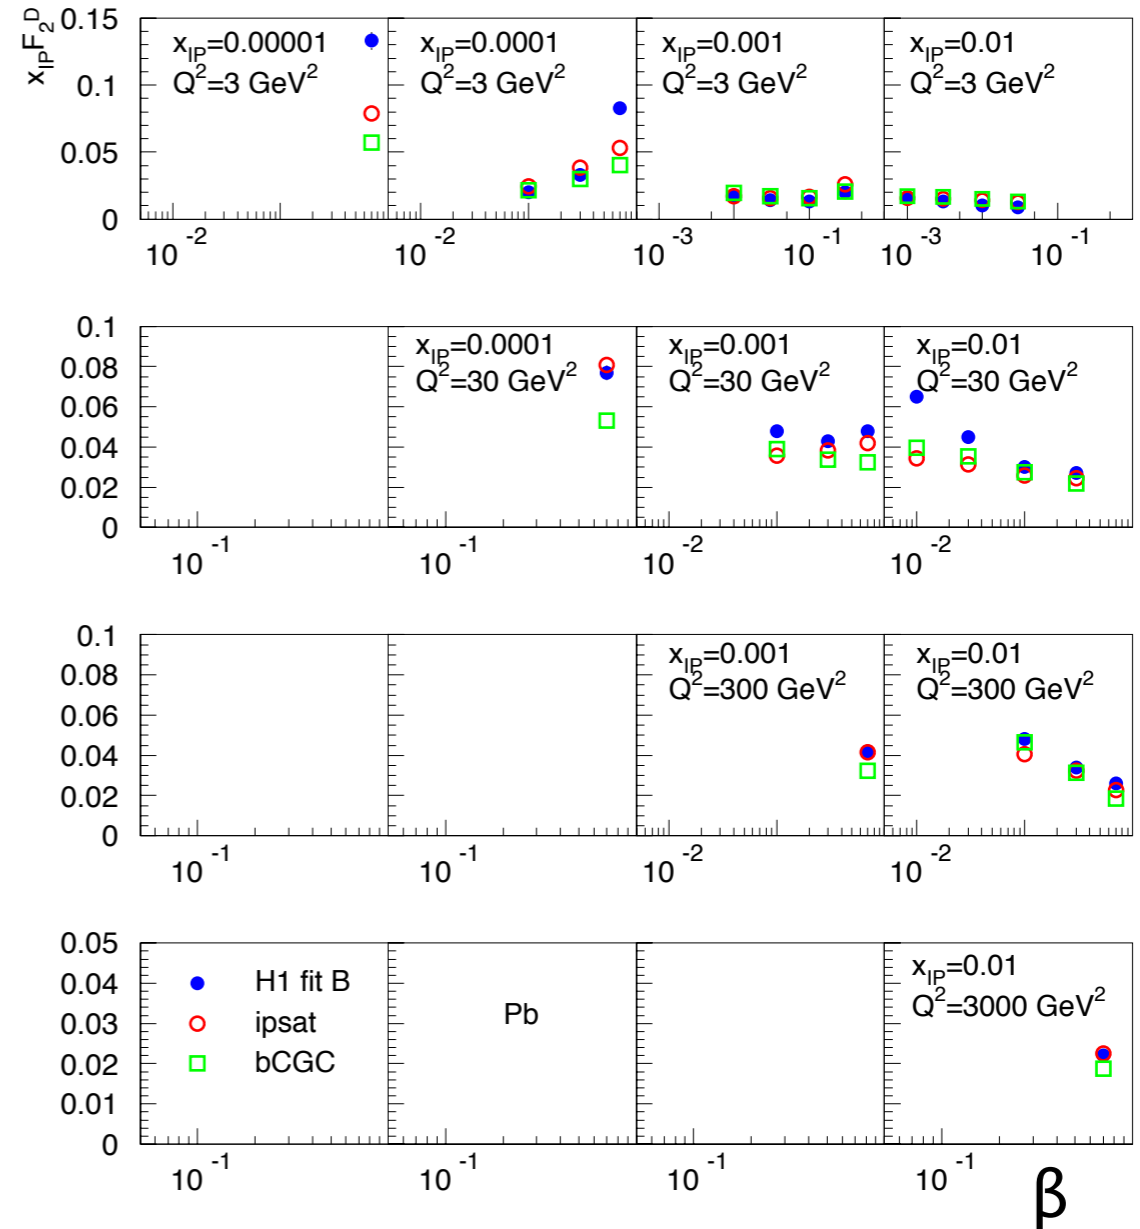 x_IP F_2^D
0.15
0.1
0.05
0
x_IP=0.00001
Q^2=3 GeV^2
x_IP=0.0001
Q^2=3 GeV^2
x_IP=0.001
Q^2=3 GeV^2
x_IP=0.01
Q^2=3 GeV^2
10^-2 10^-2 10^-3 10^-1 10^-3 10^-1
0.1
0.08
0.06
0.04
0.02
0
x_IP=0.0001
Q^2=30 GeV^2
x_IP=0.001
Q^2=30 GeV^2
x_IP=0.01
Q^2=30 GeV^2
10^-1 10^-1 10^-2 10^-2
0.1
0.08
0.06
0.04
0.02
0
x_IP=0.001
Q^2=300 GeV^2
x_IP=0.01
Q^2=300 GeV^2
10^-1 10^-1 10^-2 10^-2
0.05
0.04
0.03
0.02
0.01
0
H1 fit B
ipsat
bCGC
Pb
x_IP=0.01
Q^2=3000 GeV^2
10^-1 10^-1 10^-1 10^-1
β